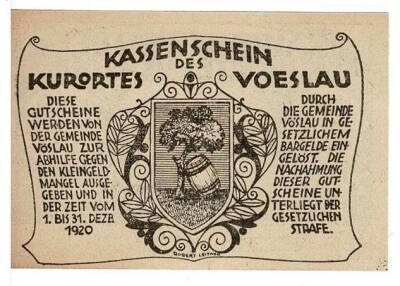 KASSENSCHEIN
DES
KURORTES VOESLAU
DIESE
GUTSCHEINE
WERDEN VON
DER GEMEINDE
VÖSLAU ZUR
ABHILFE GEGEN
DEN KLEINGELD-
MANGEL AUSGE-
GEBEN UND IN
DER ZEIT VOM
1. BIS 31. DEZB
1920
DURCH
DIE GEMEINDE
VÖSLAU IN GE-
SETZLICHEM
BARGELDE EIN-
GELÖST. DIE
NACHAHMUNG
DIESER GUT-
SCHEINE UN-
TERLIEGT DER
GESETZLICHEN
STRAFE.
ROBERT LEITNER